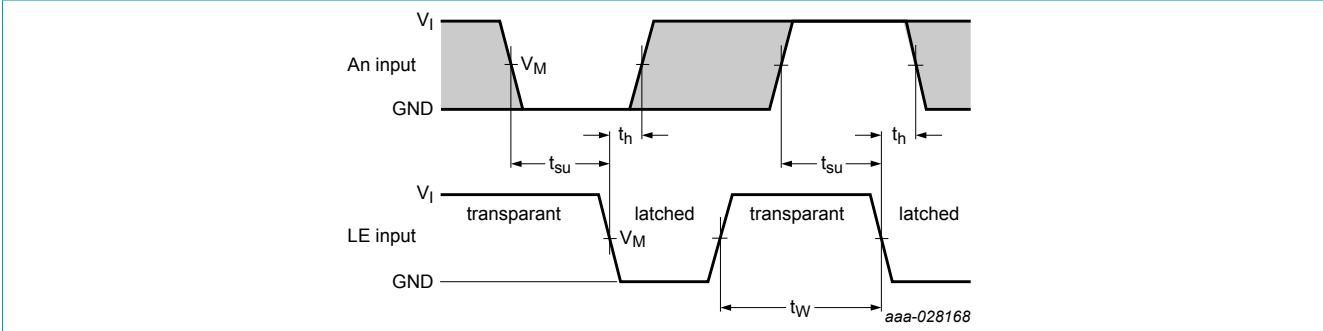 VI
An input
VM
GND
th
th
tsu
tsu
VI
transparant
latched
transparant
latched
LE input
VM
GND
tW
aaa-028168